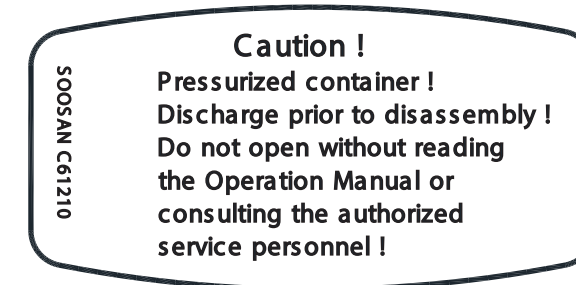 Caution !
Pressurized container !
Discharge prior to disassembly !
Do not open without reading
the Operation Manual or
consulting the authorized
service personnel !
SOOSAN C61210